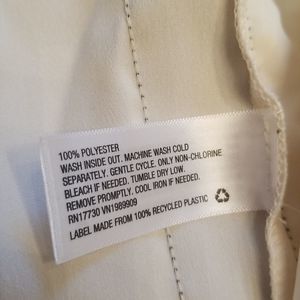 100% POLYESTER
WASH INSIDE OUT. MACHINE WASH COLD
SEPARATELY. GENTLE CYCLE. ONLY NON-CHLORINE
BLEACH IF NEEDED. TUMBLE DRY LOW.
REMOVE PROMPTLY. COOL IRON IF NEEDED.
RN17730 VN1989909
LABEL MADE FROM 100% RECYCLED PLASTIC